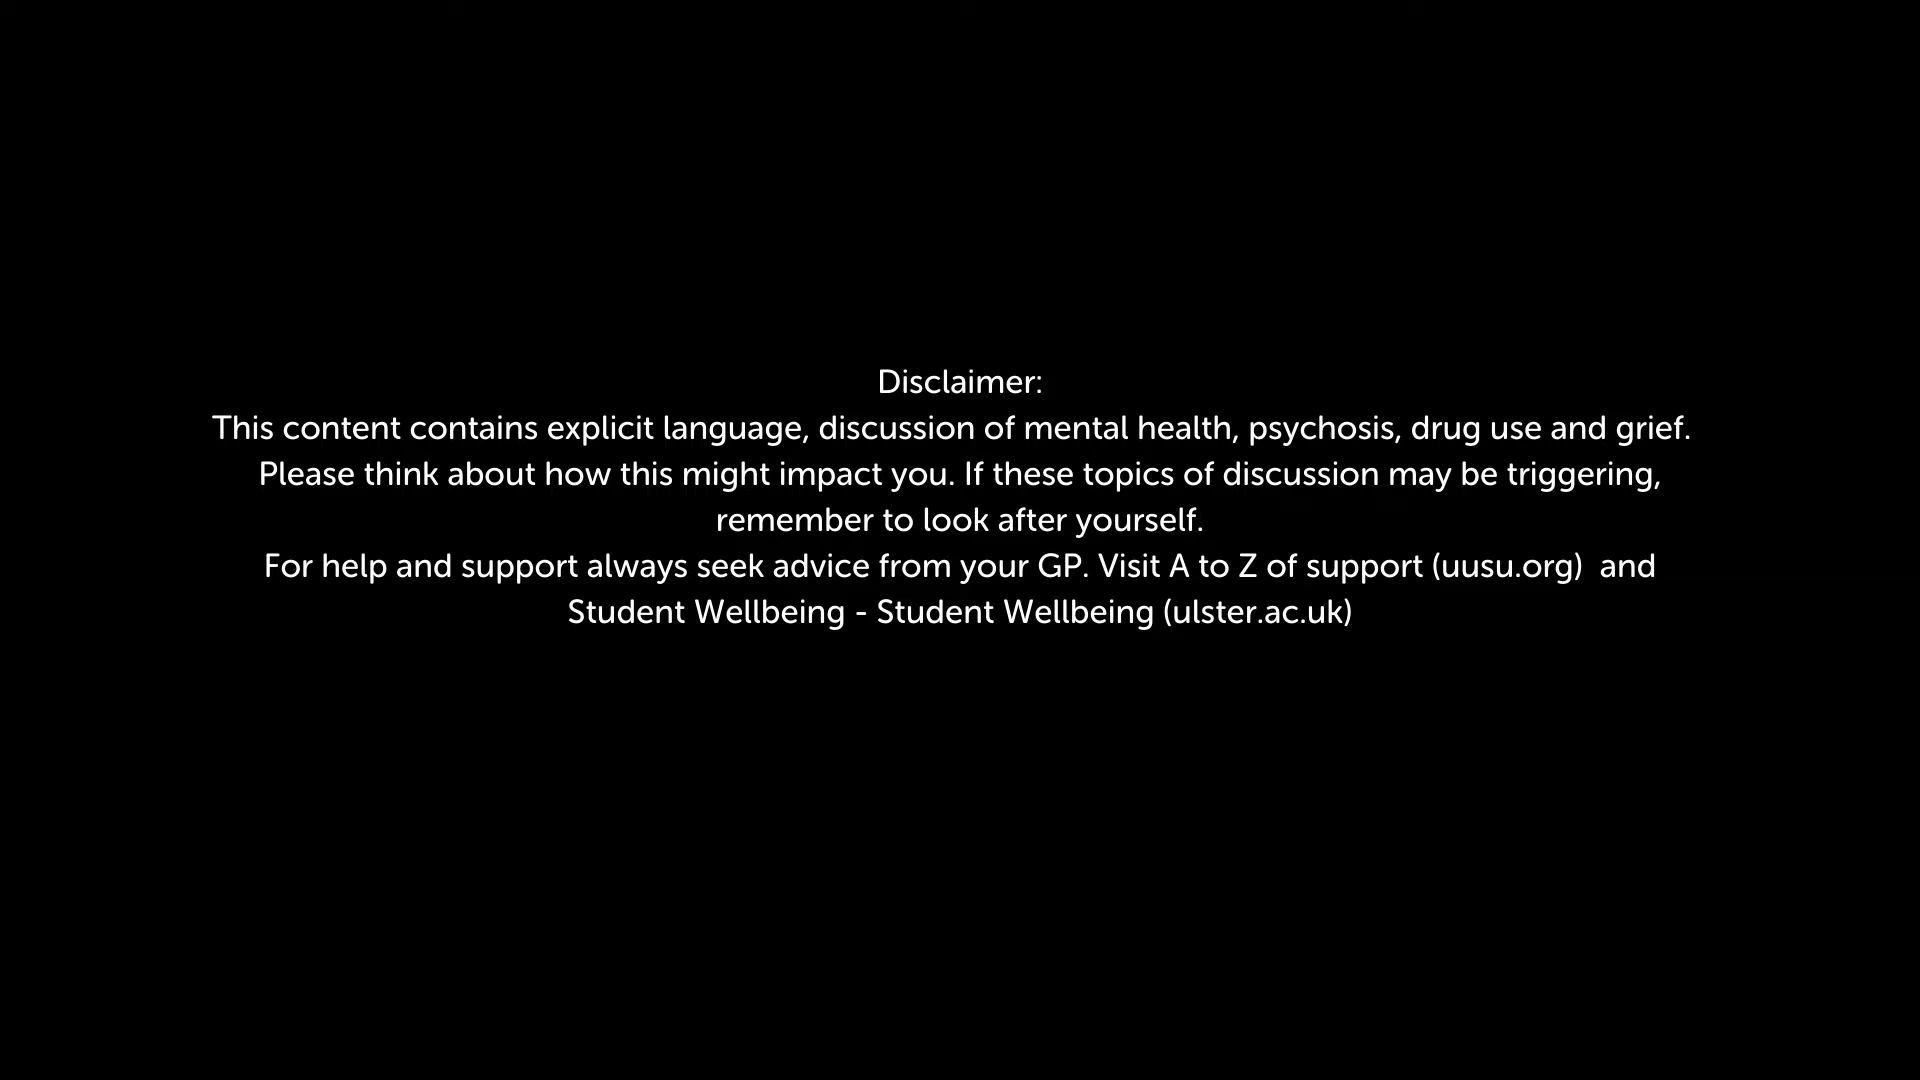 Disclaimer:
This content contains explicit language, discussion of mental health, psychosis, drug use and grief.
Please think about how this might impact you. If these topics of discussion may be triggering,
remember to look after yourself.
For help and support always seek advice from your GP. Visit A to Z of support (uusu.org)  and
Student Wellbeing - Student Wellbeing (ulster.ac.uk)